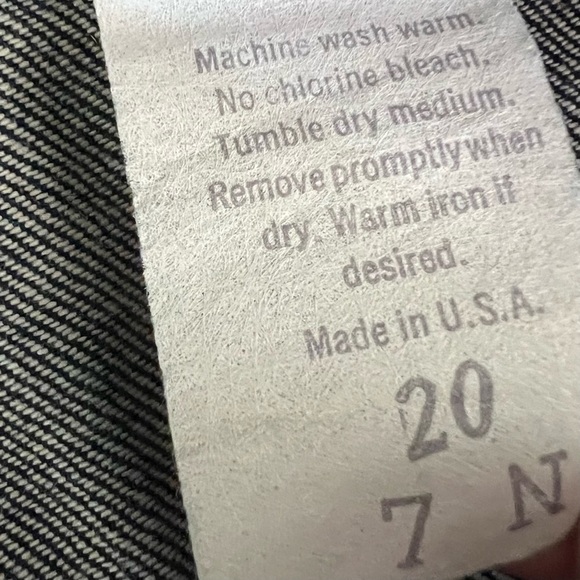 Machine wash warm.
No chlorine bleach.
Tumble dry medium.
Remove promptly when
dry. Warm iron if
desired.
Made in U.S.A.
20
7 N